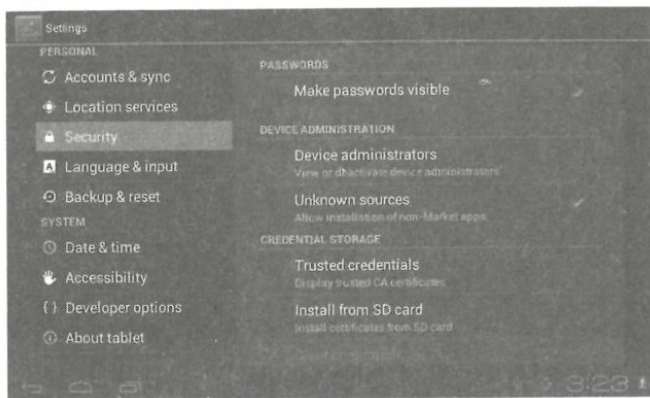 Settings
PERSONAL
Accounts & sync
Location services
Security
Language & input
Backup & reset
SYSTEM
Date & time
Accessibility
Developer options
About tablet
PASSWORDS
Make passwords visible
DEVICE ADMINISTRATION
Device administrators
View or deactivate device administrators
Unknown sources
Allow installation of non-Market apps
CREDENTIAL STORAGE
Trusted credentials
Display trusted CA certificates
Install from SD card
Install certificates from SD card
3:23